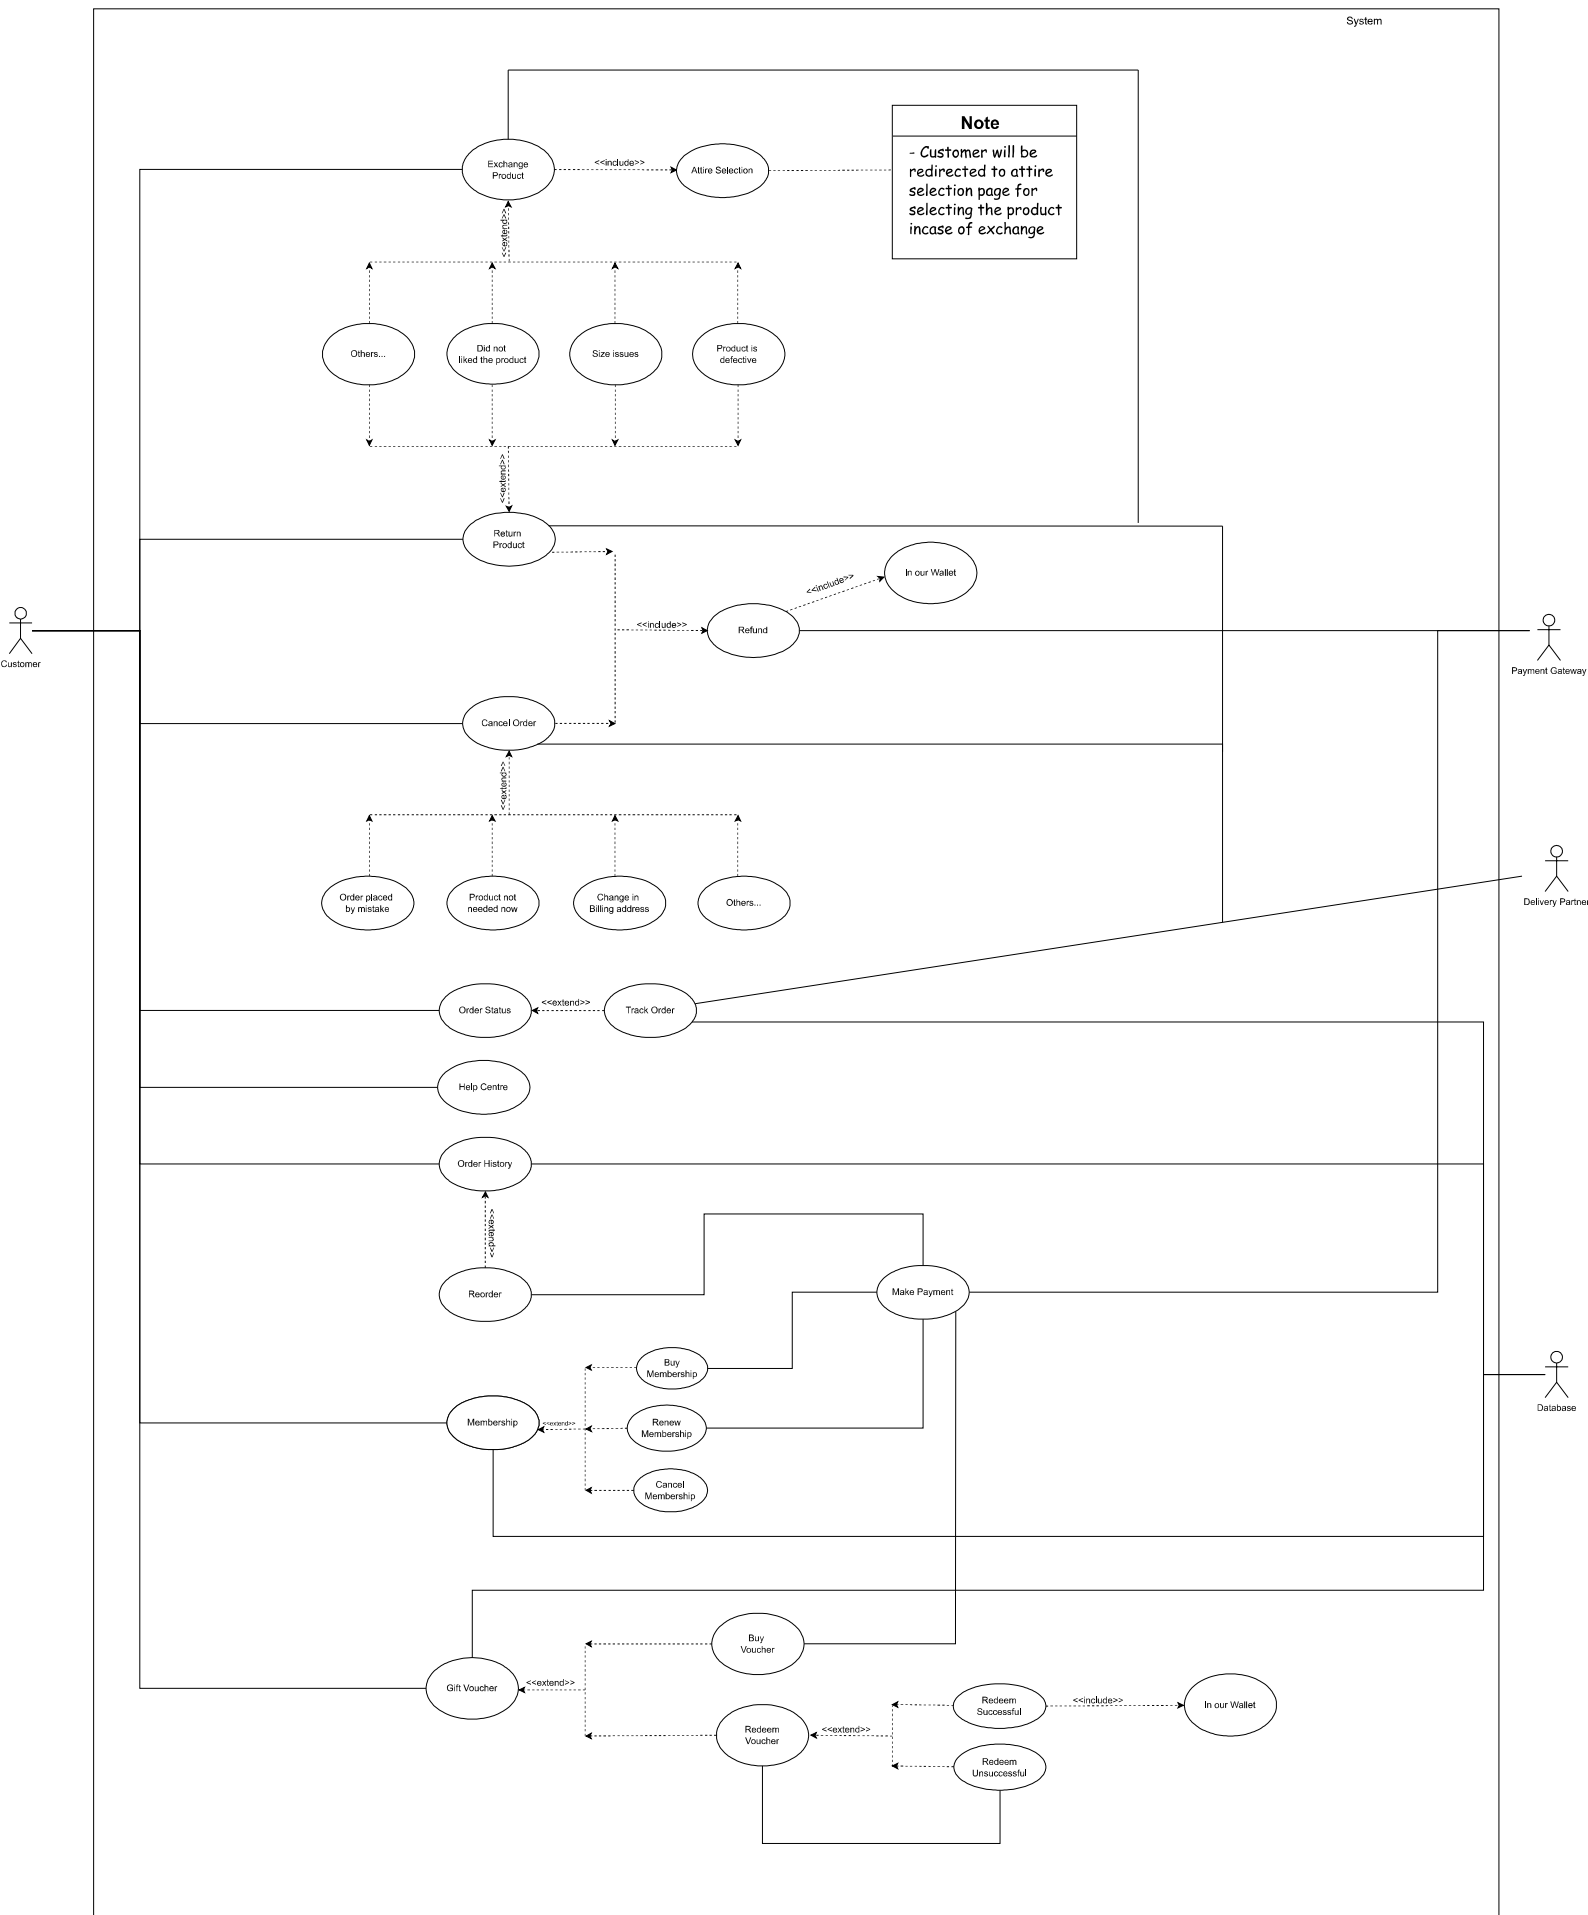 System
Note
- Customer will be
redirected to attire
selection page for
selecting the product
incase of exchange
Exchange
Product
<<include>>
Attire Selection
<<extend>>
Others...
Did not
liked the product
Size issues
Product is
defective
<<extend>>
Return
Product
In our Wallet
<<include>>
<<include>>
Refund
Customer
Payment Gateway
Cancel Order
<<extend>>
Order placed
by mistake
Product not
needed now
Change in
Billing address
Others...
Delivery Partner
Order Status
<<extend>>
Track Order
Help Centre
Order History
<<extend>>
Reorder
Make Payment
Buy
Membership
Membership
<<extend>>
Renew
Membership
Database
Cancel
Membership
Buy
Voucher
Gift Voucher
<<extend>>
Redeem
Voucher
<<extend>>
Redeem
Successful
<<include>>
In our Wallet
Redeem
Unsuccessful